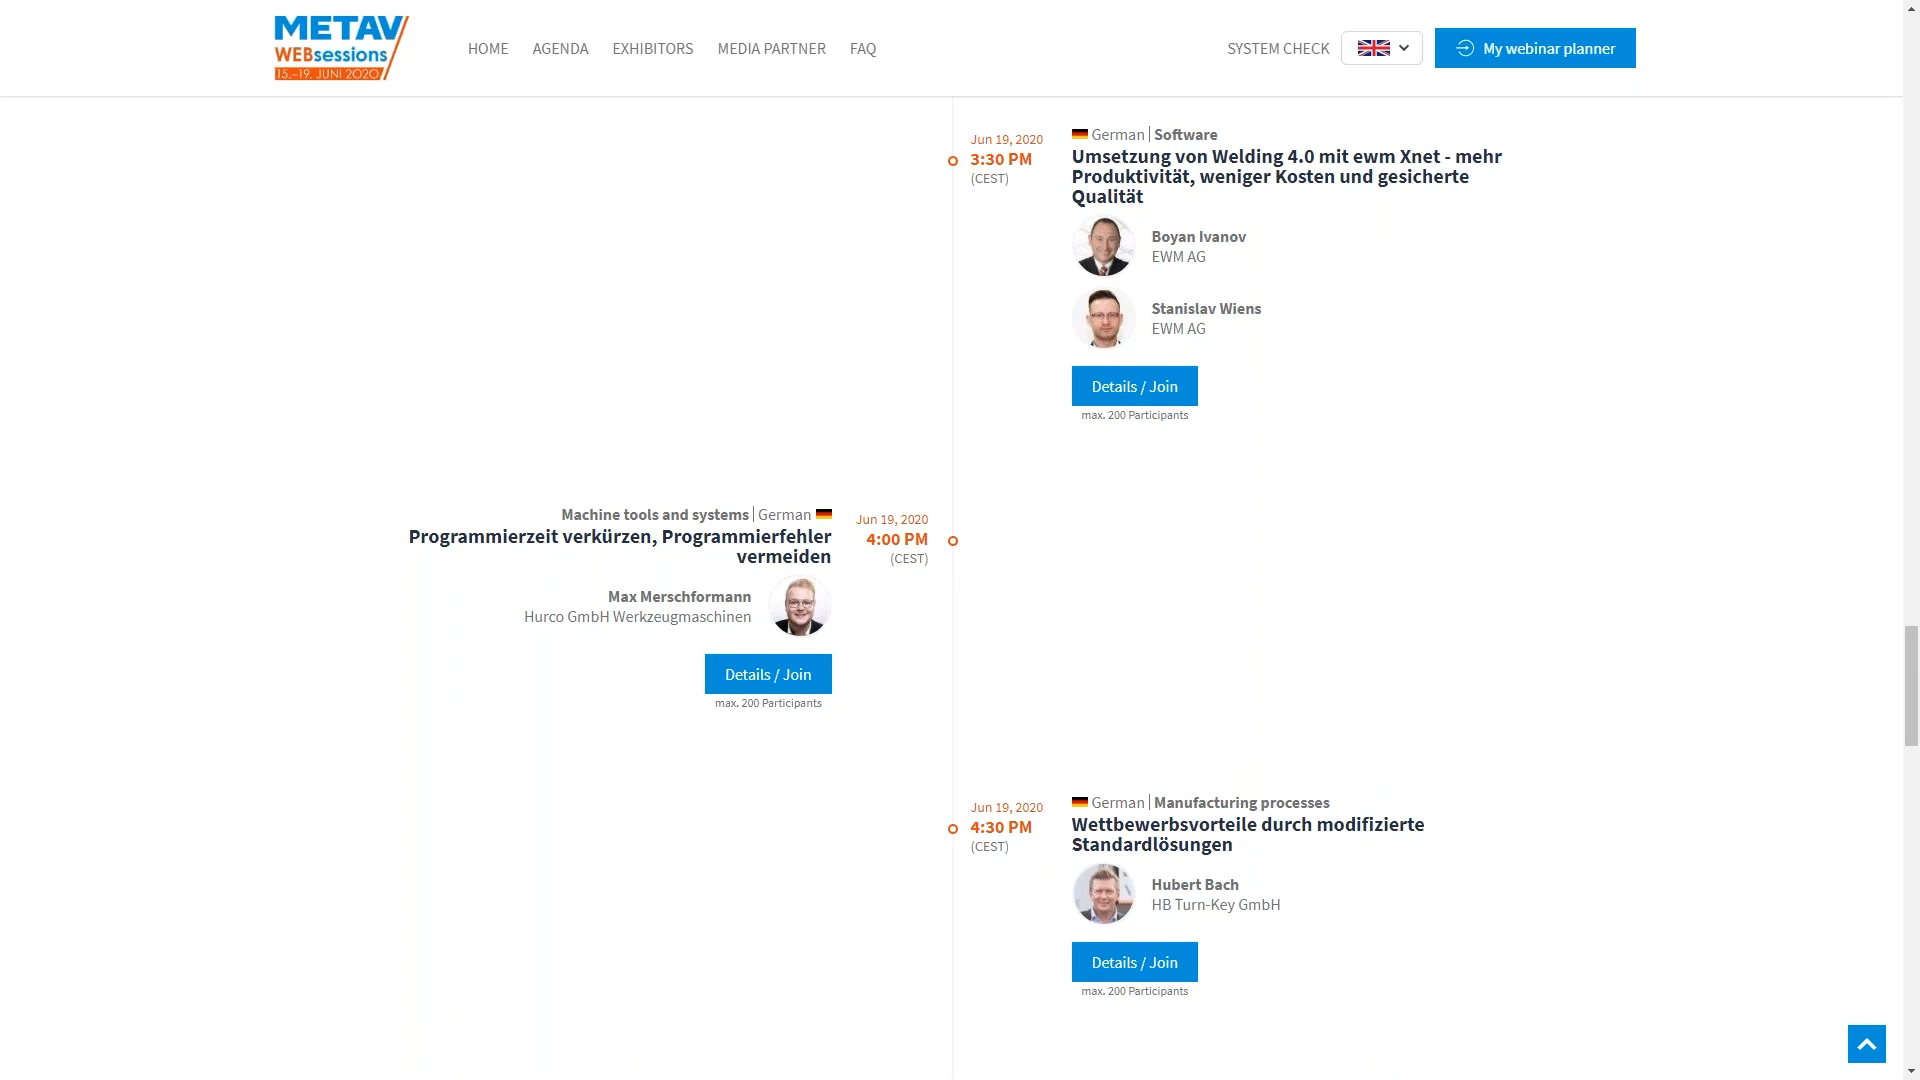 METAV
WEBsessions
15.–19. JUNI 2020
HOME
AGENDA
EXHIBITORS
MEDIA PARTNER
FAQ
SYSTEM CHECK
My webinar planner
Jun 19, 2020
3:30 PM
(CEST)
German | Software
Umsetzung von Welding 4.0 mit ewm Xnet - mehr
Produktivität, weniger Kosten und gesicherte
Qualität
Boyan Ivanov
EWM AG
Stanislav Wiens
EWM AG
Details / Join
max. 200 Participants
Machine tools and systems | German
Programmierzeit verkürzen, Programmierfehler
vermeiden
Jun 19, 2020
4:00 PM
(CEST)
Max Merschformann
Hurco GmbH Werkzeugmaschinen
Details / Join
max. 200 Participants
Jun 19, 2020
4:30 PM
(CEST)
German | Manufacturing processes
Wettbewerbsvorteile durch modifizierte
Standardlösungen
Hubert Bach
HB Turn-Key GmbH
Details / Join
max. 200 Participants